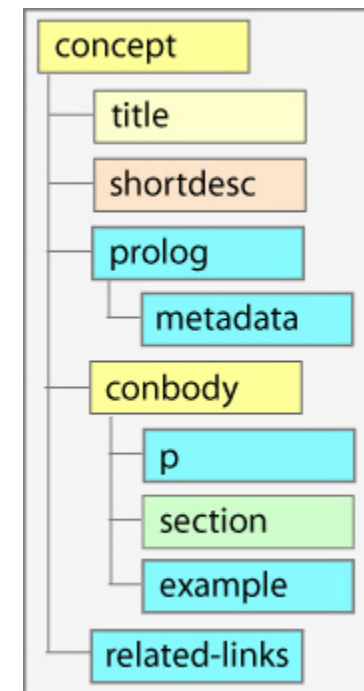 concept
title
shortdesc
prolog
metadata
conbody
p
section
example
related-links